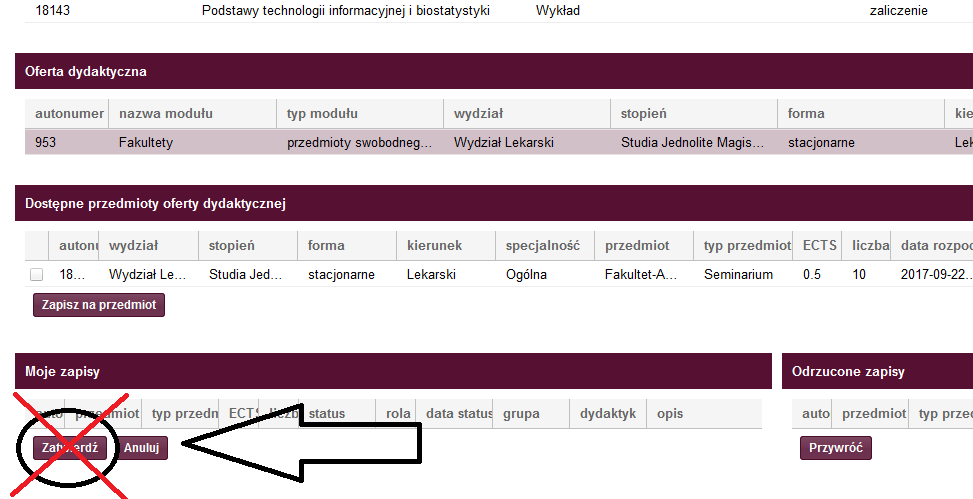 18143 Podstawy technologii informacyjnej i biostatystyki Wykład zaliczenie
Oferta dydaktyczna
autonumer nazwa modułu typ modułu wydział stopień forma kie
953 Fakultety przedmioty swobodneg... Wydział Lekarski Studia Jednolite Magis... stacjonarne Lek
Dostępne przedmioty oferty dydaktycznej
autonu wydział stopień forma kierunek specjalność przedmiot typ przedmiot ECTS liczba data rozpoc
18... Wydział Le... Studia Jed... stacjonarne Lekarski Ogólna Fakultet-A... Seminarium 0.5 10 2017-09-22...
Zapisz na przedmiot
Moje zapisy Odrzucone zapisy
auto przedmiot typ przedn ECTS liczb status rola data status grupa dydaktyk opis auto przedmiot typ przed
Zatwierdź Anuluj Przywróć